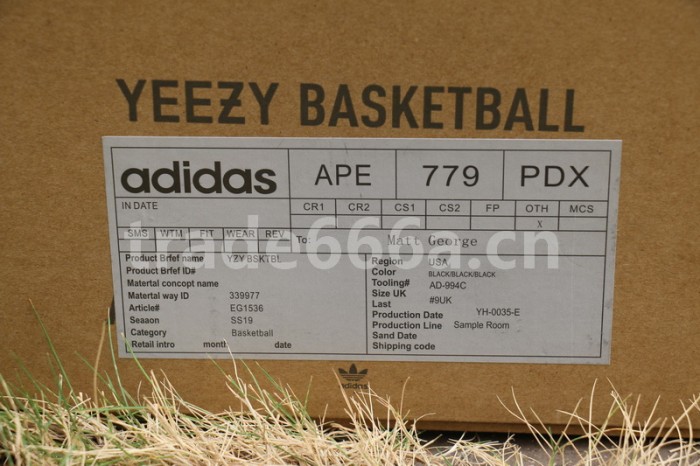 YEEZY BASKETBALL
adidas APE 779 PDX
IN DATE CR1 CR2 CS1 CS2 FP OTH MCS
X
SMS WTM FIT WEAR REV To: Matt George
trade666a.cn
Product Brfef name YZY BSKTBL
Product Brfef ID#
Material concept name
Material way ID 339977
Article# EG1536
Seaaon SS19
Category Basketball
Retail intro month date
Region USA
Color BLACK/BLACK/BLACK
Tooling# AD-994C
Size UK #9UK
Last
Production Date YH-0035-E
Production Line Sample Room
Sand Date
Shipping code
adidas